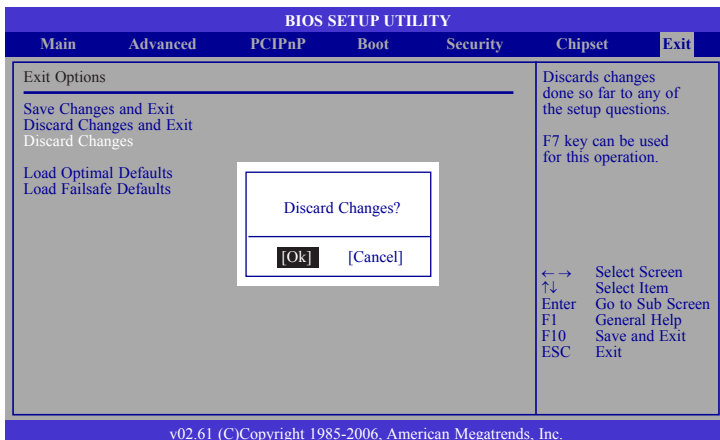 BIOS SETUP UTILITY
Main Advanced PCIPnP Boot Security Chipset Exit
Exit Options
Save Changes and Exit
Discard Changes and Exit
Discard Changes
Load Optimal Defaults
Load Failsafe Defaults
Discard Changes?
[Ok] [Cancel]
Discards changes
done so far to any of
the setup questions.
F7 key can be used
for this operation.
←→ Select Screen
↑↓ Select Item
Enter Go to Sub Screen
F1 General Help
F10 Save and Exit
ESC Exit
v02.61 (C)Copyright 1985-2006, American Megatrends, Inc.